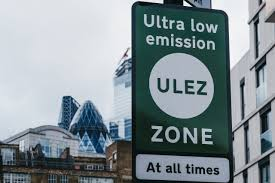 Ultra low
emission
ULEZ
ZONE
At all times